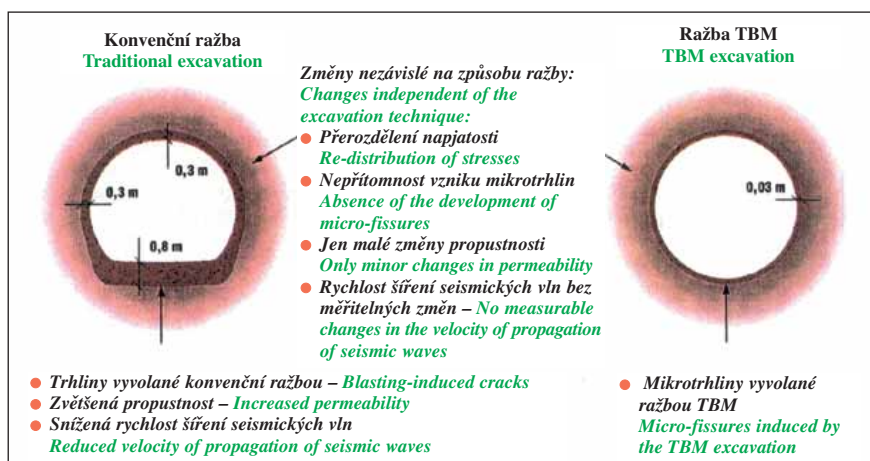 Konvenční ražba
Traditional excavation
Ražba TBM
TBM excavation
Změny nezávislé na způsobu ražby:
Changes independent of the
excavation technique:
Přerozdělení napjatosti
Re-distribution of stresses
Nepřítomnost vzniku mikrotrhlin
Absence of the development of
micro-fissures
Jen malé změny propustnosti
Only minor changes in permeability
Rychlost šíření seismických vln bez
měřitelných změn – No measurable
changes in the velocity of propagation
of seismic waves
0,3 m
0,3 m
0,8 m
0,03 m
Trhliny vyvolané konvenční ražbou – Blasting-induced cracks
Zvětšená propustnost – Increased permeability
Snížená rychlost šíření seismických vln
Reduced velocity of propagation of seismic waves
Mikrotrhliny vyvolané
ražbou TBM
Micro-fissures induced by
the TBM excavation